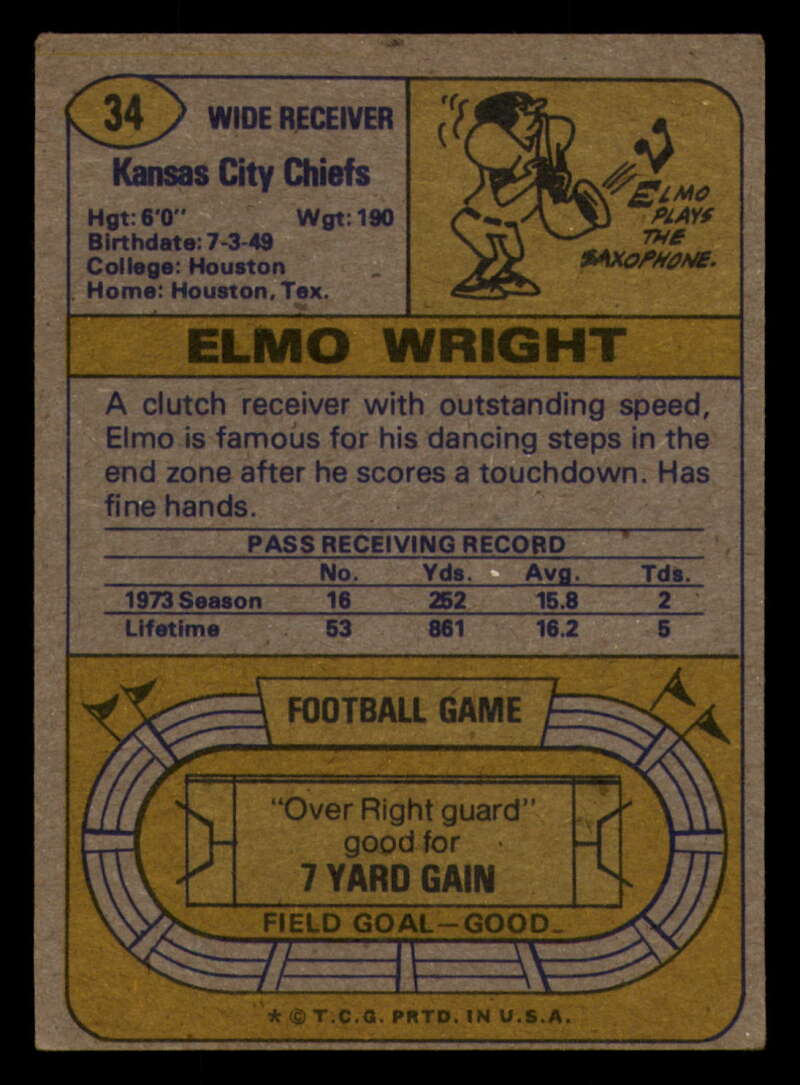 34
WIDE RECEIVER
Kansas City Chiefs
Hgt: 6'0" Wgt: 190
Birthdate: 7-3-49
College: Houston
Home: Houston, Tex.
ELMO
PLAYS
THE
SAXOPHONE.
ELMO WRIGHT
A clutch receiver with outstanding speed,
Elmo is famous for his dancing steps in the
end zone after he scores a touchdown. Has
fine hands.
PASS RECEIVING RECORD
No. Yds. Avg. Tds.
1973 Season 16 252 15.8 2
Lifetime 53 861 16.2 5
FOOTBALL GAME
"Over Right guard"
good for
7 YARD GAIN
FIELD GOAL—GOOD
* © T.C.G. PRTD. IN U.S.A.